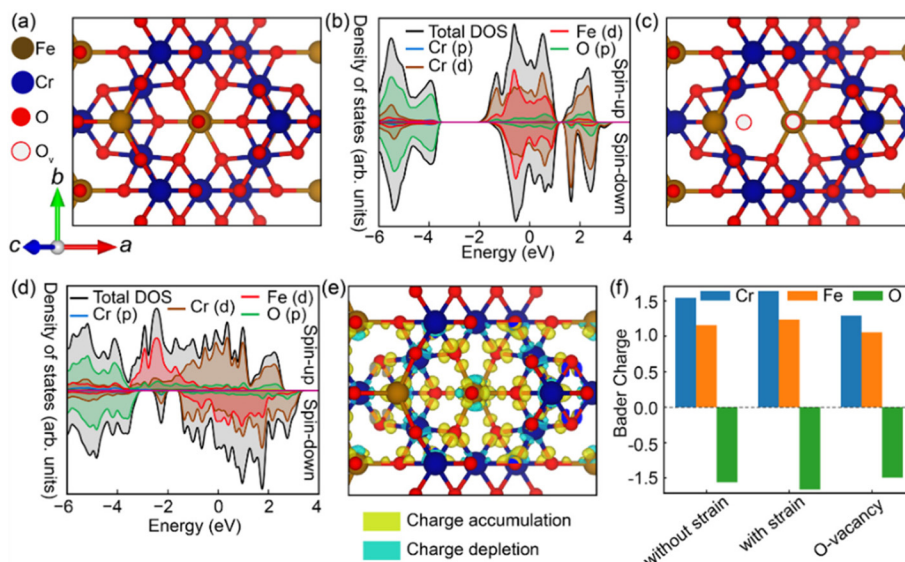 (a)
Fe
Cr
O
Ov
b
c
a
(b)
Density of states (arb. units)
Total DOS
Cr (p)
Cr (d)
Fe (d)
O (p)
Spin-up
Spin-down
−6 −4 −2 0 2 4
Energy (eV)
(c)
(d)
Density of states (arb. units)
Total DOS
Cr (p)
Cr (d)
Fe (d)
O (p)
Spin-up
Spin-down
−6 −4 −2 0 2 4
Energy (eV)
(e)
Charge accumulation
Charge depletion
(f)
Cr Fe O
Bader Charge
1.5
1.0
0.5
0.0
-0.5
-1.5
without strain
with strain
O-vacancy